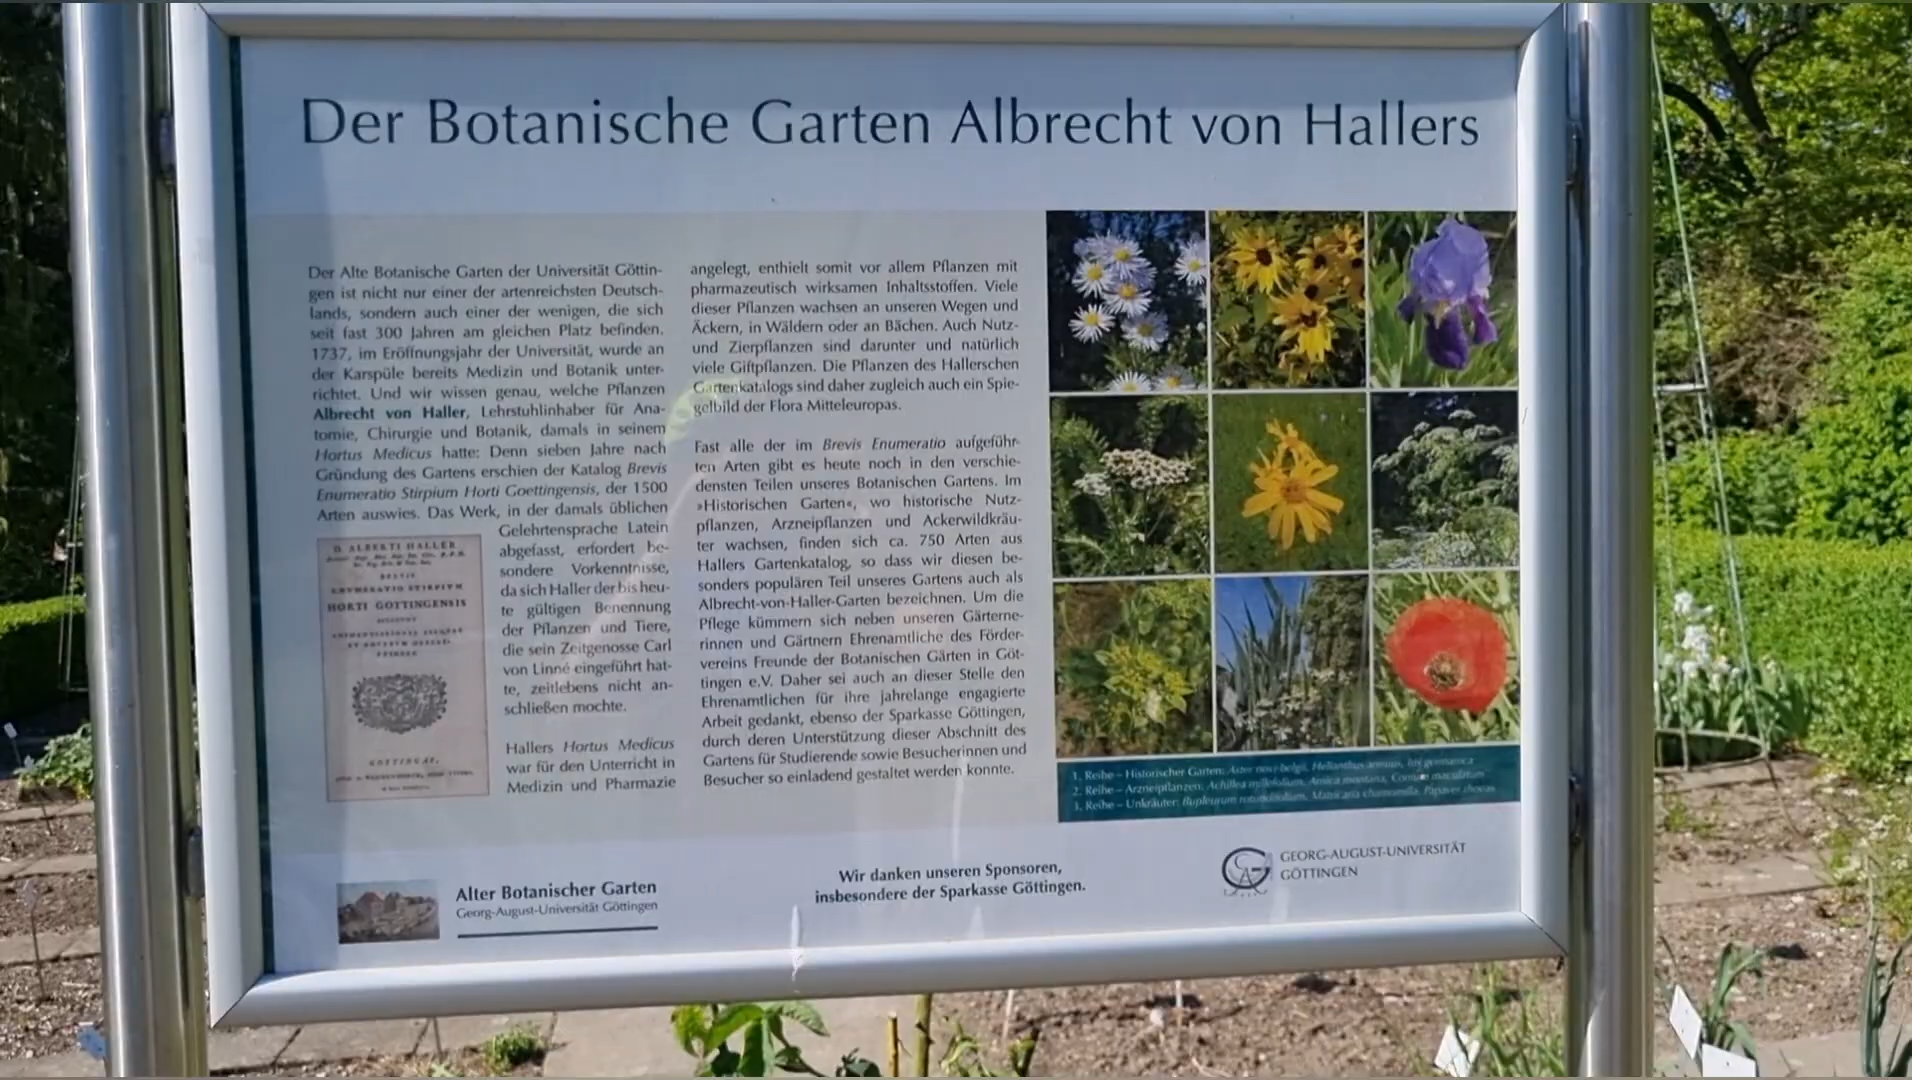 Der Botanische Garten Albrecht von Hallers
Der Alte Botanische Garten der Universität Göttin-
gen ist nicht nur einer der artenreichsten Deutsch-
lands, sondern auch einer der wenigen, die sich
seit fast 300 Jahren am gleichen Platz befinden.
1737, im Eröffnungsjahr der Universität, wurde an
der Karspüle bereits Medizin und Botanik unter-
richtet. Und wir wissen genau, welche Pflanzen
Albrecht von Haller, Lehrstuhlinhaber für Ana-
tomie, Chirurgie und Botanik, damals in seinem
Hortus Medicus hatte: Denn sieben Jahre nach
Gründung des Gartens erschien der Katalog Brevis
Enumeratio Stirpium Horti Goettingensis, der 1500
Arten auswies. Das Werk, in der damals üblichen
Gelehrtensprache Latein
abgefasst, erfordert be-
sondere Vorkenntnisse,
da sich Haller der bis heu-
te gültigen Benennung
der Pflanzen und Tiere,
die sein Zeitgenosse Carl
von Linné eingeführt hat-
te, zeitlebens nicht an-
schließen mochte.
Hallers Hortus Medicus
war für den Unterricht in
Medizin und Pharmazie
D. ALBERTI HALLER
BREVIS
ENUMERATIO STIRPIUM
HORTI GOTTINGENSIS
GOTTINGAE,
angelegt, enthielt somit vor allem Pflanzen mit
pharmazeutisch wirksamen Inhaltsstoffen. Viele
dieser Pflanzen wachsen an unseren Wegen und
Äckern, in Wäldern oder an Bächen. Auch Nutz-
und Zierpflanzen sind darunter und natürlich
viele Giftpflanzen. Die Pflanzen des Hallerschen
Gartenkatalogs sind daher zugleich auch ein Spie-
gelbild der Flora Mitteleuropas.
Fast alle der im Brevis Enumeratio aufgeführ-
ten Arten gibt es heute noch in den verschie-
densten Teilen unseres Botanischen Gartens. Im
»Historischen Garten«, wo historische Nutz-
pflanzen, Arzneipflanzen und Ackerwildkräu-
ter wachsen, finden sich ca. 750 Arten aus
Hallers Gartenkatalog, so dass wir diesen be-
sonders populären Teil unseres Gartens auch als
Albrecht-von-Haller-Garten bezeichnen. Um die
Pflege kümmern sich neben unseren Gärtne-
rinnen und Gärtnern Ehrenamtliche des Förder-
vereins Freunde der Botanischen Gärten in Göt-
tingen e.V. Daher sei auch an dieser Stelle den
Ehrenamtlichen für ihre jahrelange engagierte
Arbeit gedankt, ebenso der Sparkasse Göttingen,
durch deren Unterstützung dieser Abschnitt des
Gartens für Studierende sowie Besucherinnen und
Besucher so einladend gestaltet werden konnte.
1. Reihe – Historischer Garten: Aster novi-belgii, Helianthus annuus, Iris germanica
2. Reihe – Arzneipflanzen: Achillea millefolium, Arnica montana, Conium maculatum
3. Reihe – Unkräuter: Bupleurum rotundifolium, Matricaria chamomilla, Papaver rhoeas
Alter Botanischer Garten
Georg-August-Universität Göttingen
Wir danken unseren Sponsoren,
insbesondere der Sparkasse Göttingen.
GEORG-AUGUST-UNIVERSITÄT
GÖTTINGEN